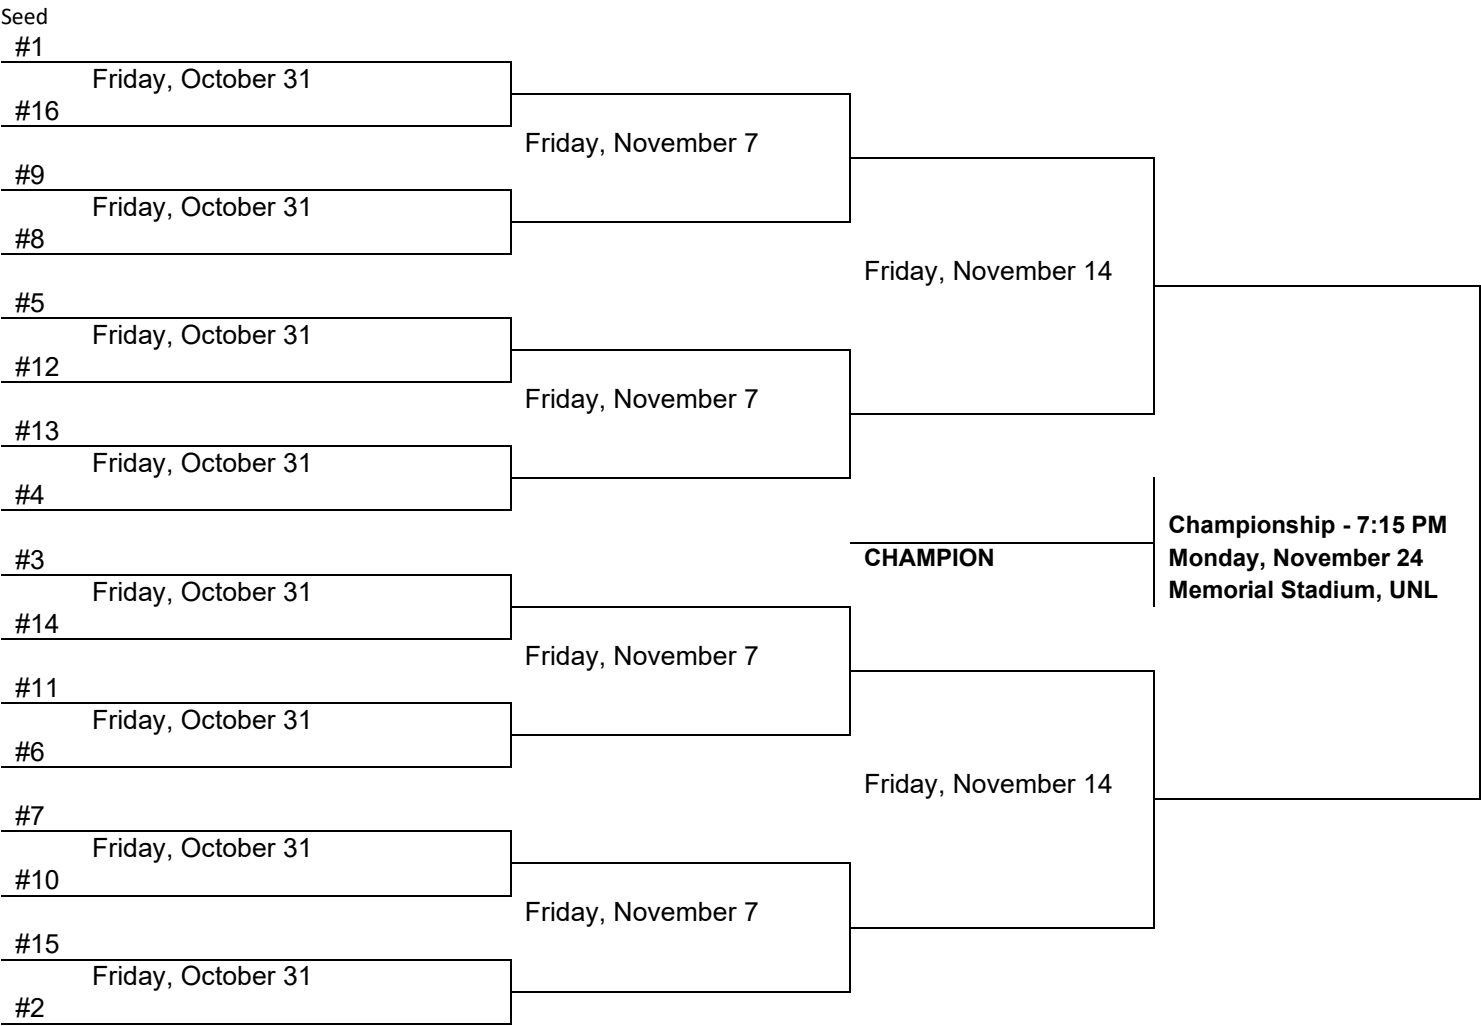 Seed
#1
Friday, October 31
#16
Friday, November 7
#9
Friday, October 31
#8
Friday, November 14
#5
Friday, October 31
#12
Friday, November 7
#13
Friday, October 31
#4
Championship - 7:15 PM
CHAMPION
Monday, November 24
Memorial Stadium, UNL
#3
Friday, October 31
#14
Friday, November 7
#11
Friday, October 31
#6
Friday, November 14
#7
Friday, October 31
#10
Friday, November 7
#15
Friday, October 31
#2